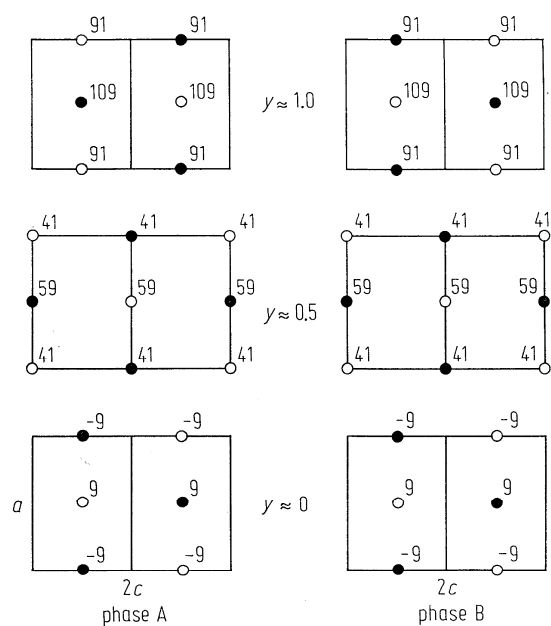 91 91 91 91
109 109 y ≈ 1.0 109 109
91 91 91 91
41 41 41 41 41 41
59 59 59 y ≈ 0.5 59 59 59
41 41 41 41 41 41
-9 -9 -9 -9
a 9 9 y ≈ 0 9 9
-9 -9 -9 -9
2c 2c
phase A phase B